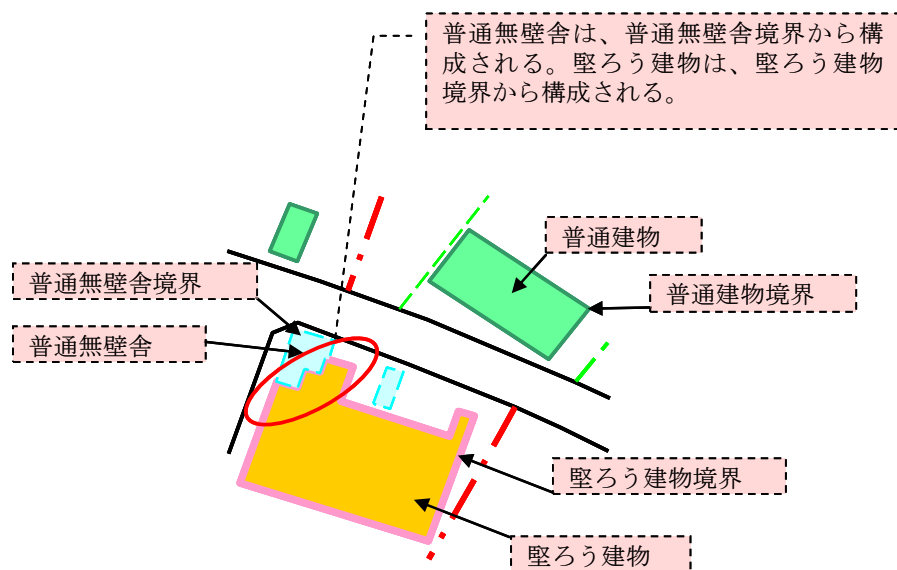 普通無壁舎は、普通無壁舎境界から構
成される。堅ろう建物は、堅ろう建物
境界から構成される。
普通建物
普通無壁舎境界
普通建物境界
普通無壁舎
堅ろう建物境界
堅ろう建物